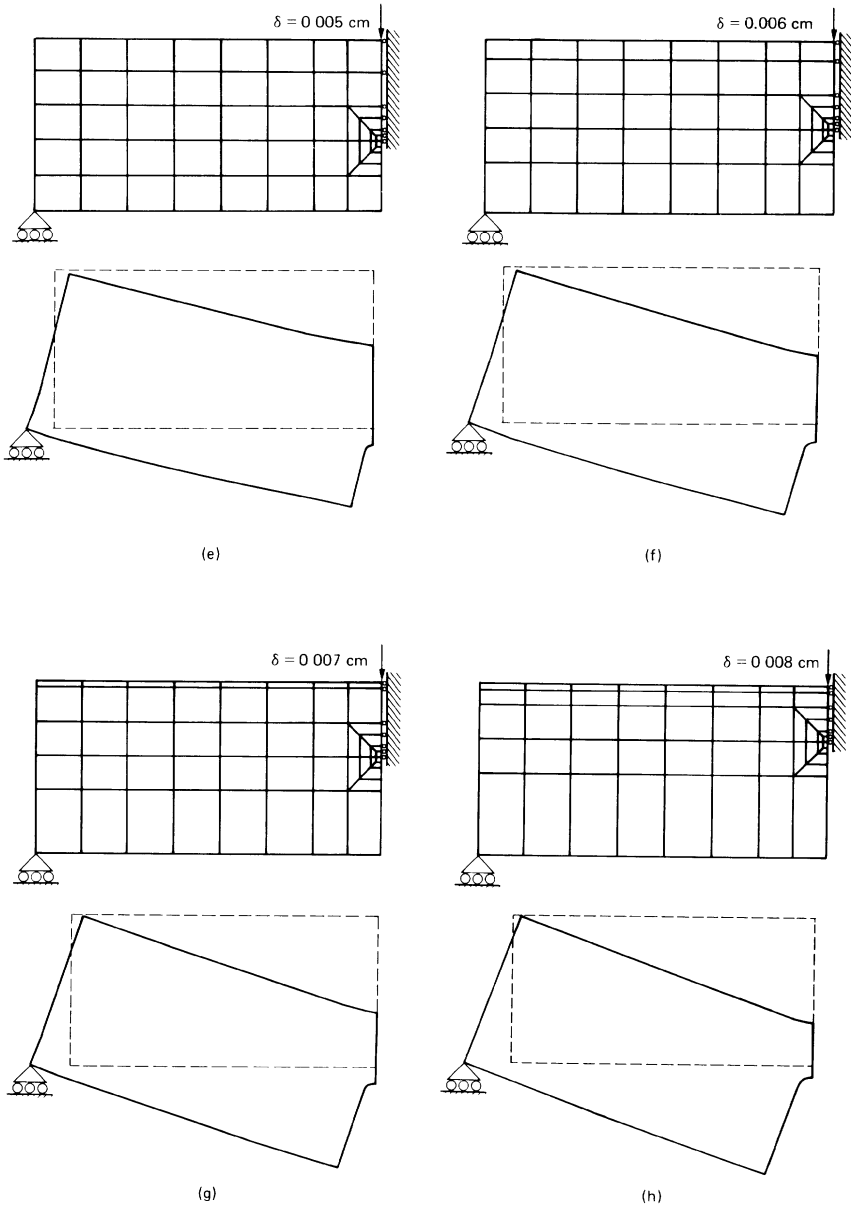 δ = 0 005 cm
δ = 0.006 cm
(e)
(f)
δ = 0 007 cm
δ = 0 008 cm
(g)
(h)